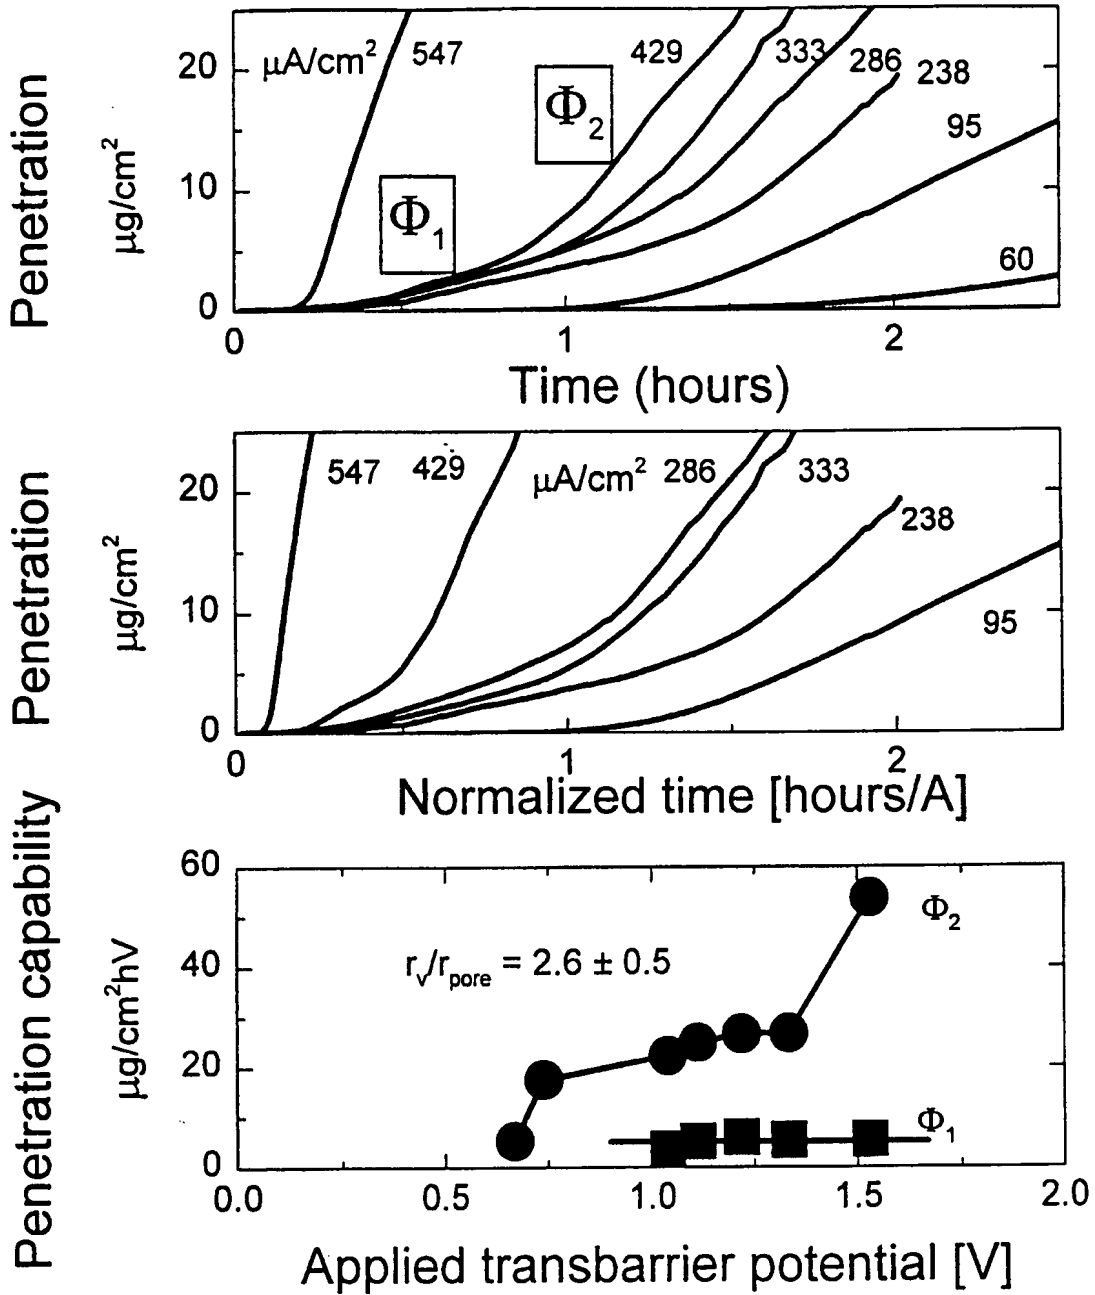 Penetration
μg/cm²
20
10
0
μA/cm²
547
429
333
286
238
95
60
Φ₁
Φ₂
0
1
2
Time (hours)
Penetration
μg/cm²
20
10
0
547
429
μA/cm²
286
333
238
95
0
1
2
Normalized time [hours/A]
Penetration capability
μg/cm²hV
60
40
20
0
r_v/r_pore = 2.6 ± 0.5
Φ₂
Φ₁
0.0
0.5
1.0
1.5
2.0
Applied transbarrier potential [V]